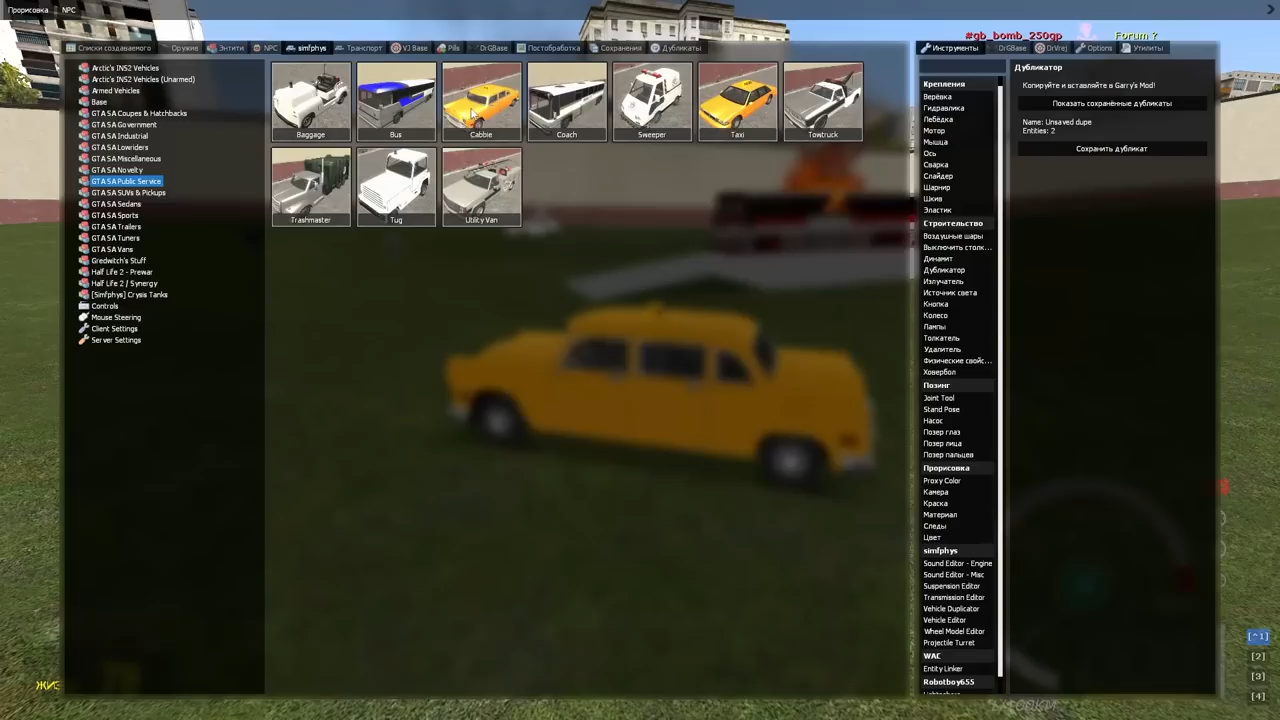 Прорисовка NPC
#gb_bomb_250gp Forum ?
Списки создаваемого Оружие Энтити NPC simfphys Транспорт VJ Base Pills DrGBase Постобработка Сохранения Дубликаты
Инструменты DrGBase DrVrej Options Утилиты
Arctic's INS2 Vehicles
Arctic's INS2 Vehicles (Unarmed)
Armed Vehicles
Base
GTA SA Coupes & Hatchbacks
GTA SA Government
GTA SA Industrial
GTA SA Lowriders
GTA SA Miscellaneous
GTA SA Novelty
GTA SA Public Service
GTA SA SUVs & Pickups
GTA SA Sedans
GTA SA Sports
GTA SA Trailers
GTA SA Tuners
GTA SA Vans
Gredwitch's Stuff
Half Life 2 - Prewar
Half Life 2 / Synergy
[Simfphys] Crysis Tanks
Controls
Mouse Steering
Client Settings
Server Settings
Baggage Bus Cabbie Coach Sweeper Taxi Towtruck
Trashmaster Tug Utility Van
Крепления
Верёвка
Гидравлика
Лебёдка
Мотор
Мышца
Ось
Сварка
Слайдер
Шарнир
Шкив
Эластик
Строительство
Воздушные шары
Выключить столк...
Динамит
Дубликатор
Излучатель
Источник света
Кнопка
Колесо
Лампы
Толкатель
Удалитель
Физические свойс...
Ховербол
Позинг
Joint Tool
Stand Pose
Насос
Позер глаз
Позер лица
Позер пальцев
Прорисовка
Proxy Color
Камера
Краска
Материал
Следы
Цвет
simfphys
Sound Editor - Engine
Sound Editor - Misc
Suspension Editor
Transmission Editor
Vehicle Duplicator
Vehicle Editor
Wheel Model Editor
Projectile Turret
WAC
Entity Linker
Robotboy655
Дубликатор
Копируйте и вставляйте в Garry's Mod!
Показать сохранённые дубликаты
Name: Unsaved dupe
Entities: 2
Сохранить дубликат
[^1]
[2]
[3]
[4]